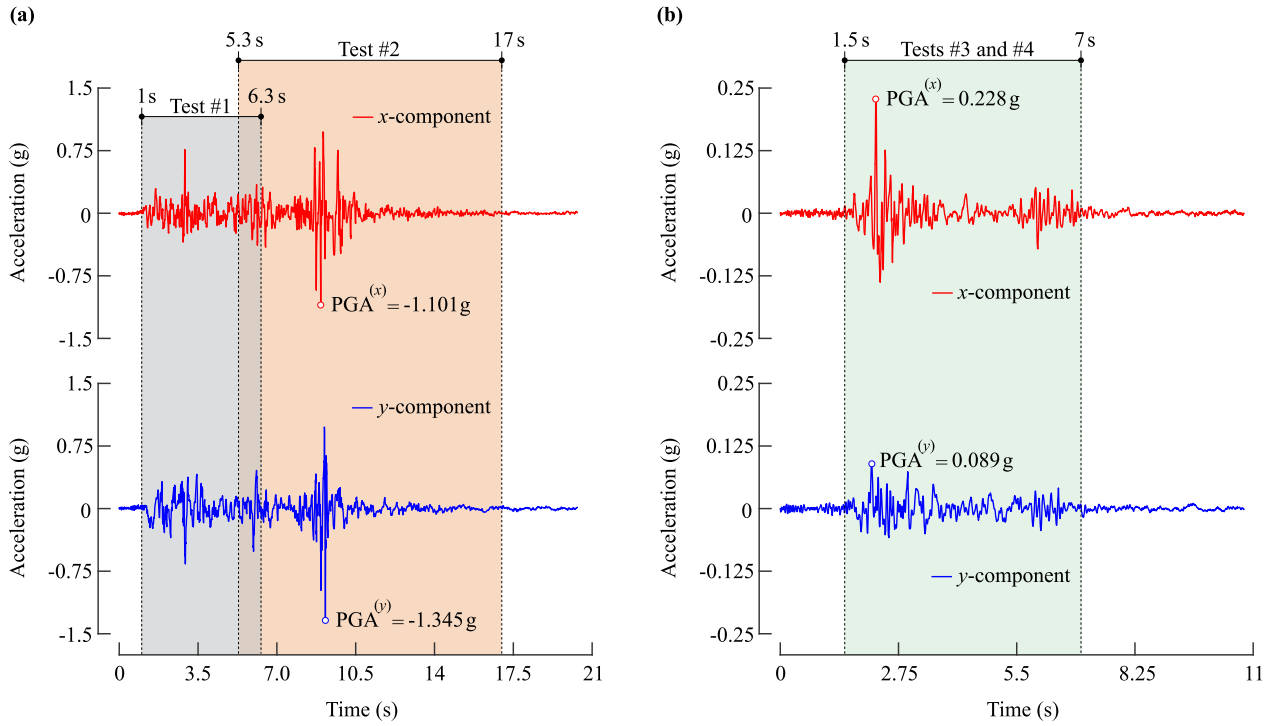 (a)
5.3 s
Test #2
17 s
1s
Test #1
6.3 s
1.5
0.75
0
-0.75
-1.5
Acceleration (g)
x-component
PGA(x) = -1.101 g
1.5
0.75
0
-0.75
-1.5
Acceleration (g)
y-component
PGA(y) = -1.345 g
0 3.5 7.0 10.5 14 17.5 21
Time (s)
(b)
1.5 s
Tests #3 and #4
7 s
0.25
0.125
0
-0.125
-0.25
Acceleration (g)
PGA(x) = 0.228 g
x-component
0.25
0.125
0
-0.125
-0.25
Acceleration (g)
PGA(y) = 0.089 g
y-component
0 2.75 5.5 8.25 11
Time (s)